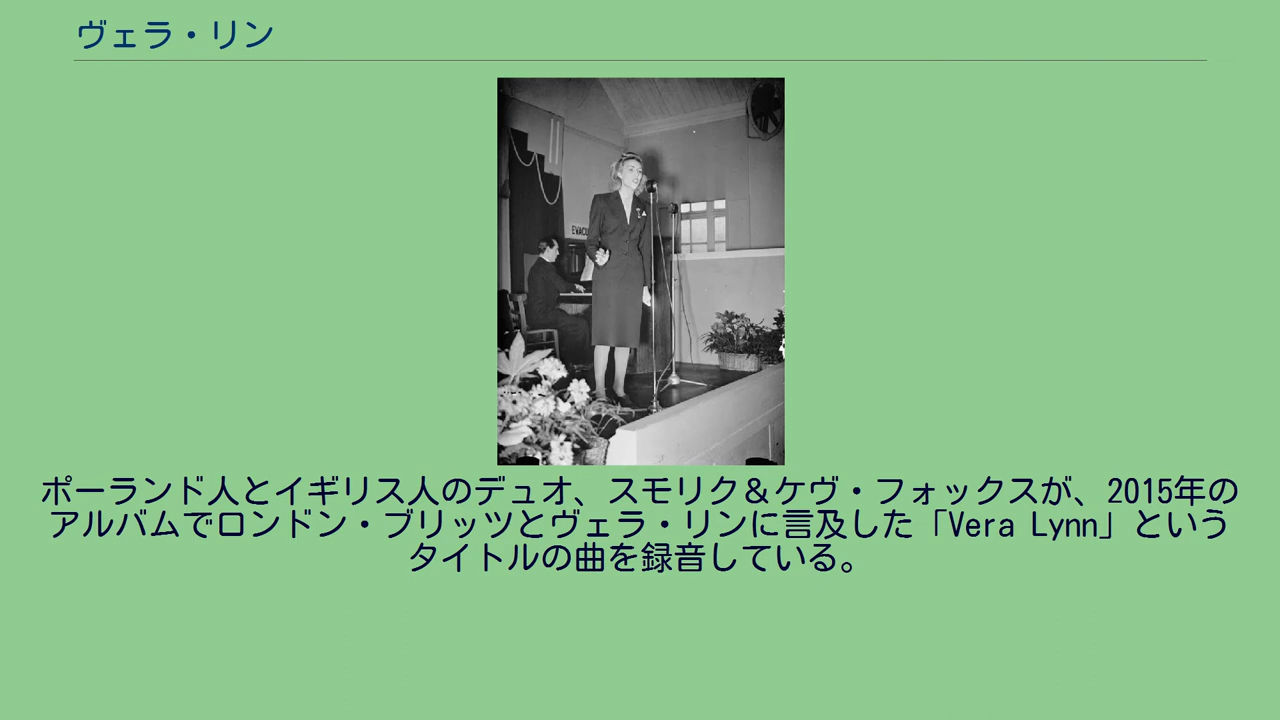 ヴェラ・リン
EVACU
ポーランド人とイギリス人のデュオ、スモリク＆ケヴ・フォックスが、2015年の
アルバムでロンドン・ブリッツとヴェラ・リンに言及した「Vera Lynn」という
タイトルの曲を録音している。